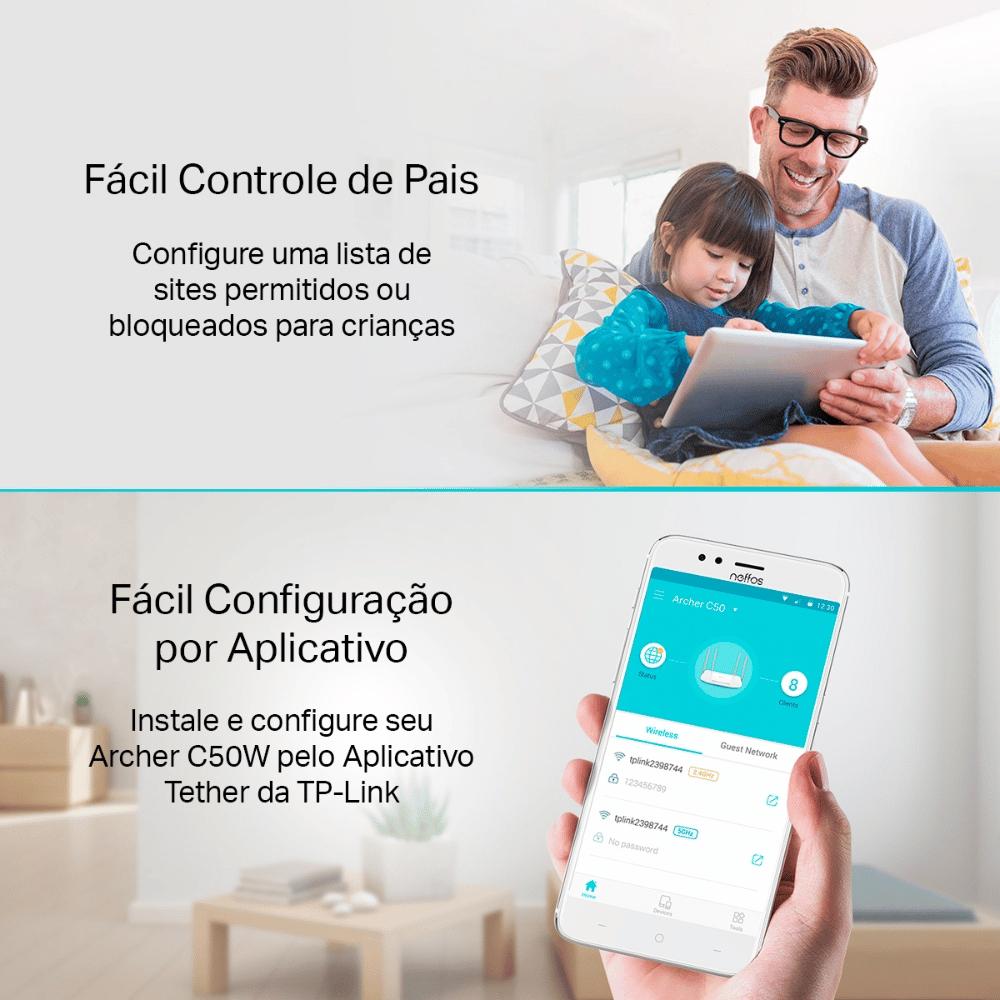 Fácil Controle de Pais
Configure uma lista de
sites permitidos ou
bloqueados para crianças
Fácil Configuração
por Aplicativo
Instale e configure seu
Archer C50W pelo Aplicativo
Tether da TP-Link
neffos
12:30
Archer C50
Status
8
Clients
Wireless
Guest Network
tplink2398744 2.4GHz
123456789
tplink2398744 5GHz
No password
Home
Devices
Tools